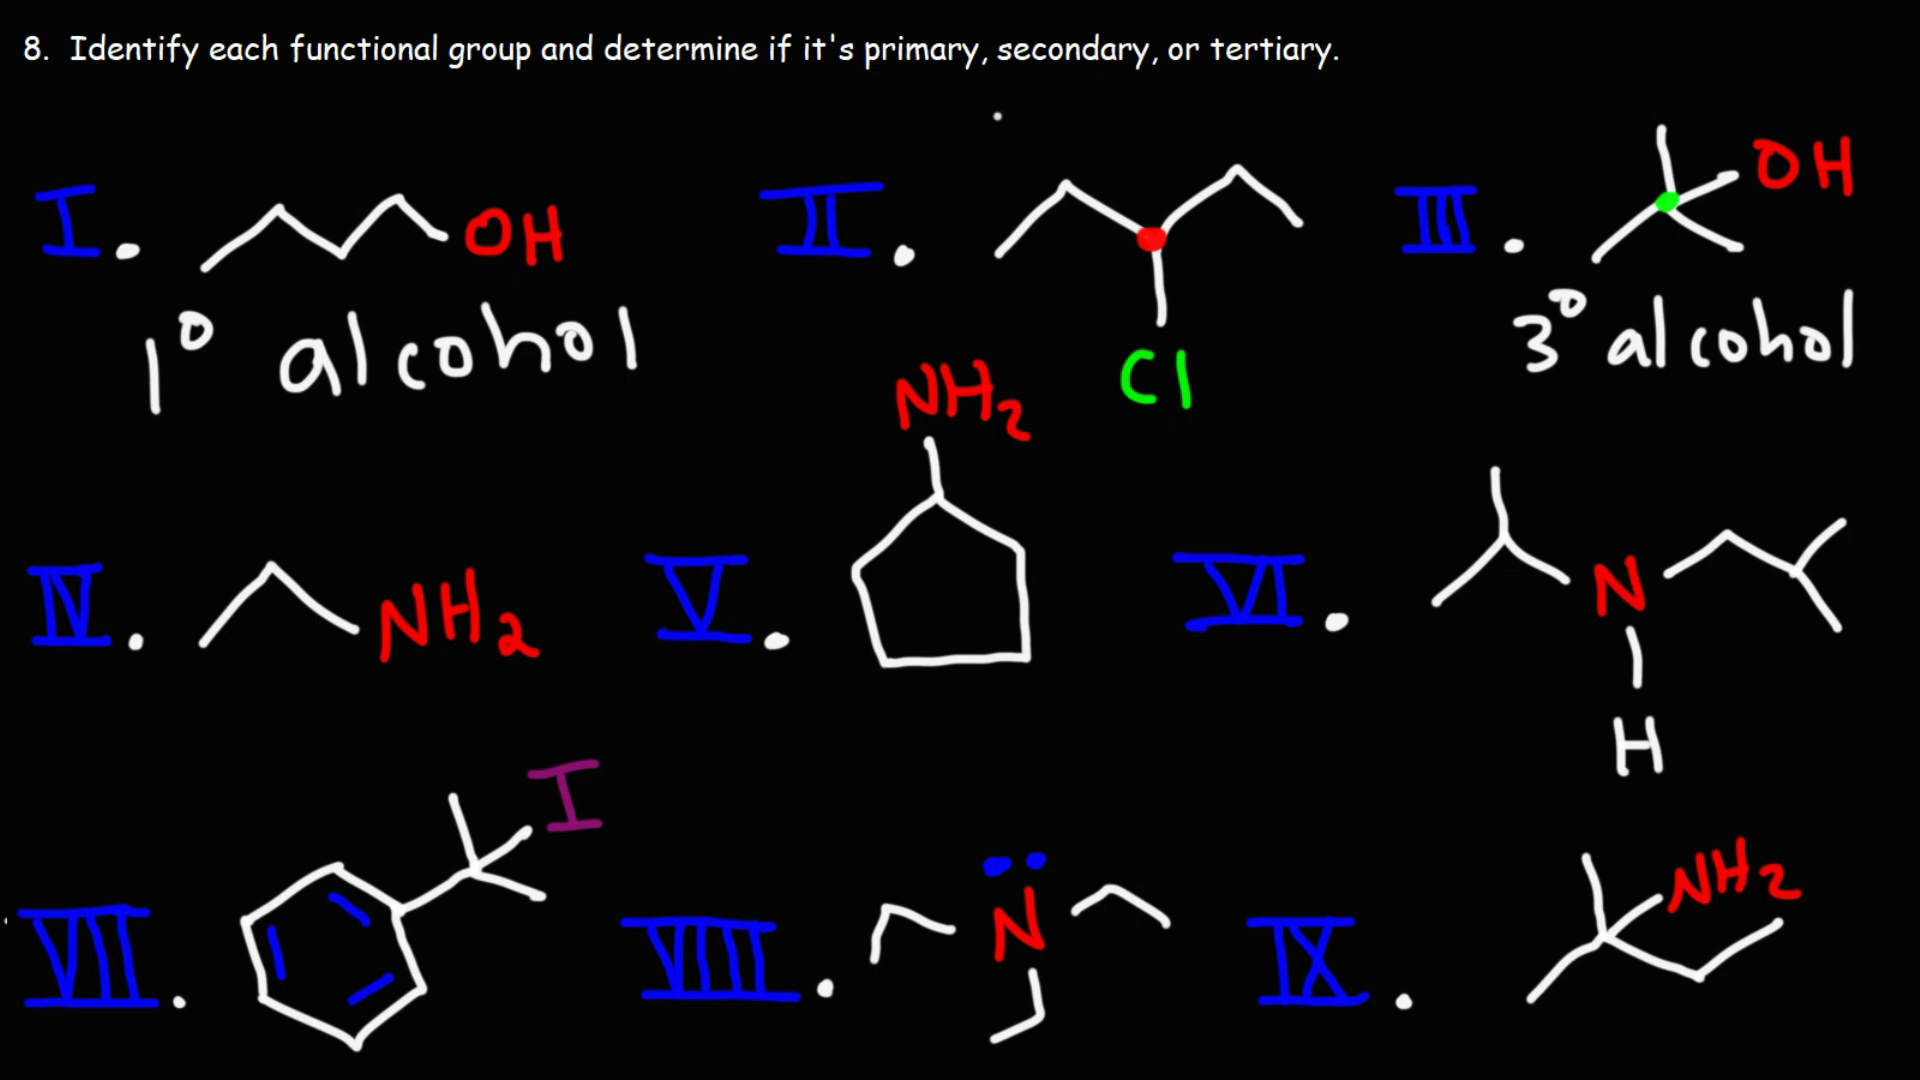 8. Identify each functional group and determine if it's primary, secondary, or tertiary.
I. OH
1° alcohol
II. Cl
III. OH
3° alcohol
IV. NH2
V. NH2
VI. N
H
VII. I
VIII. N
IX. NH2